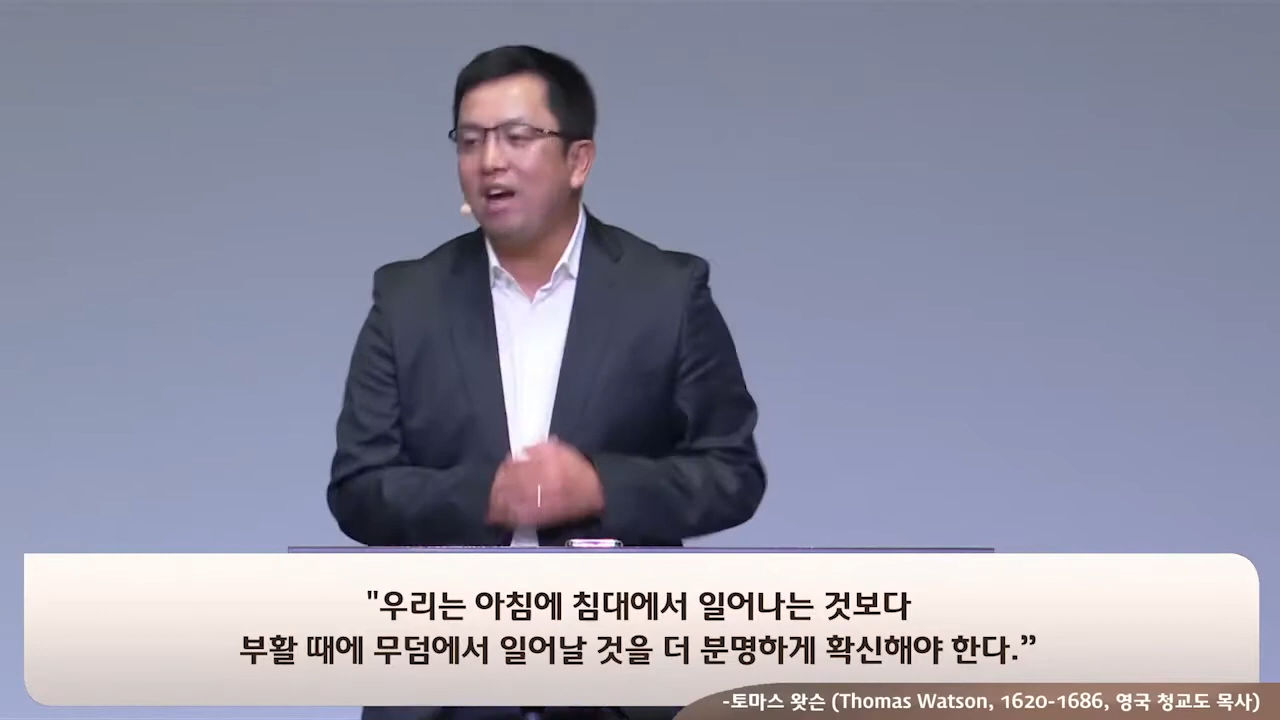 "우리는 아침에 침대에서 일어나는 것보다
부활 때에 무덤에서 일어날 것을 더 분명하게 확신해야 한다.”
-토마스 왓슨 (Thomas Watson, 1620-1686, 영국 청교도 목사)